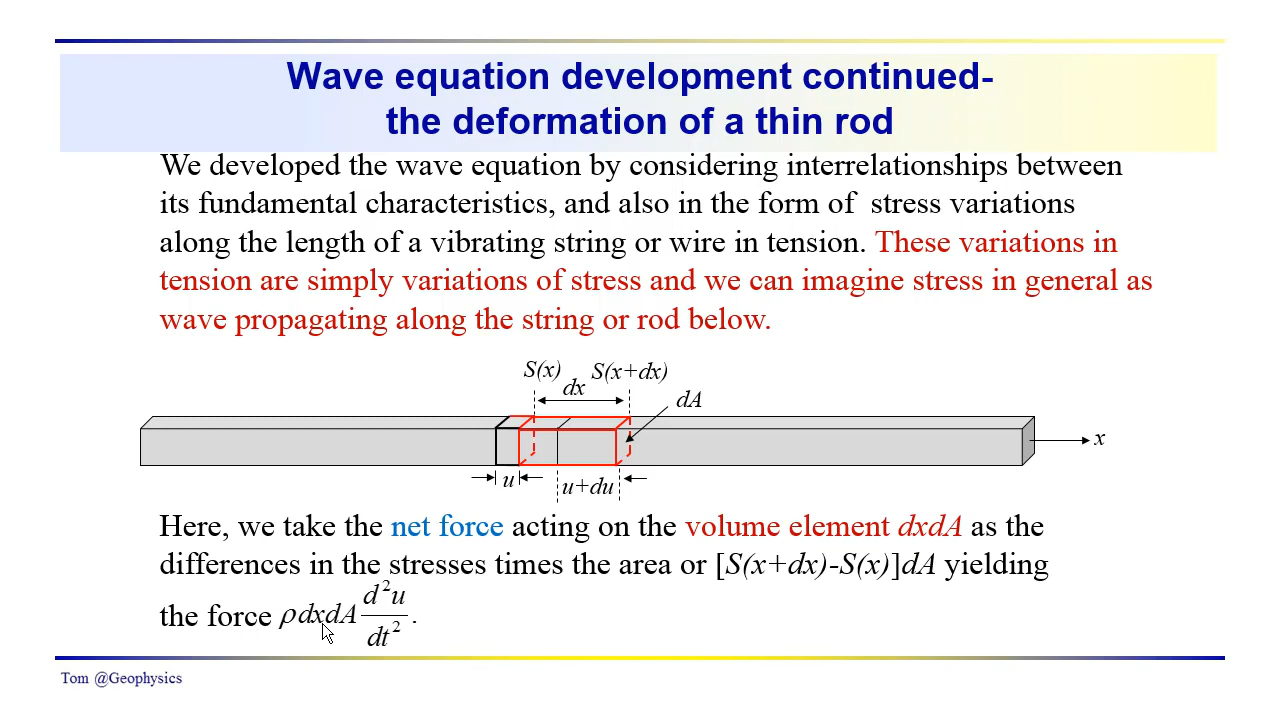 Wave equation development continued-
the deformation of a thin rod
We developed the wave equation by considering interrelationships between
its fundamental characteristics, and also in the form of stress variations
along the length of a vibrating string or wire in tension. These variations in
tension are simply variations of stress and we can imagine stress in general as
wave propagating along the string or rod below.
S(x) S(x+dx)
dx
dA
x
u
u+du
Here, we take the net force acting on the volume element dxdA as the
differences in the stresses times the area or [S(x+dx)-S(x)]dA yielding
the force ρdxdA d²u/dt².
Tom @Geophysics